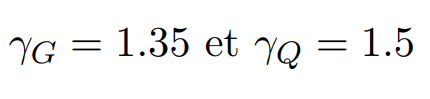 γ_G = 1.35 et γ_Q = 1.5